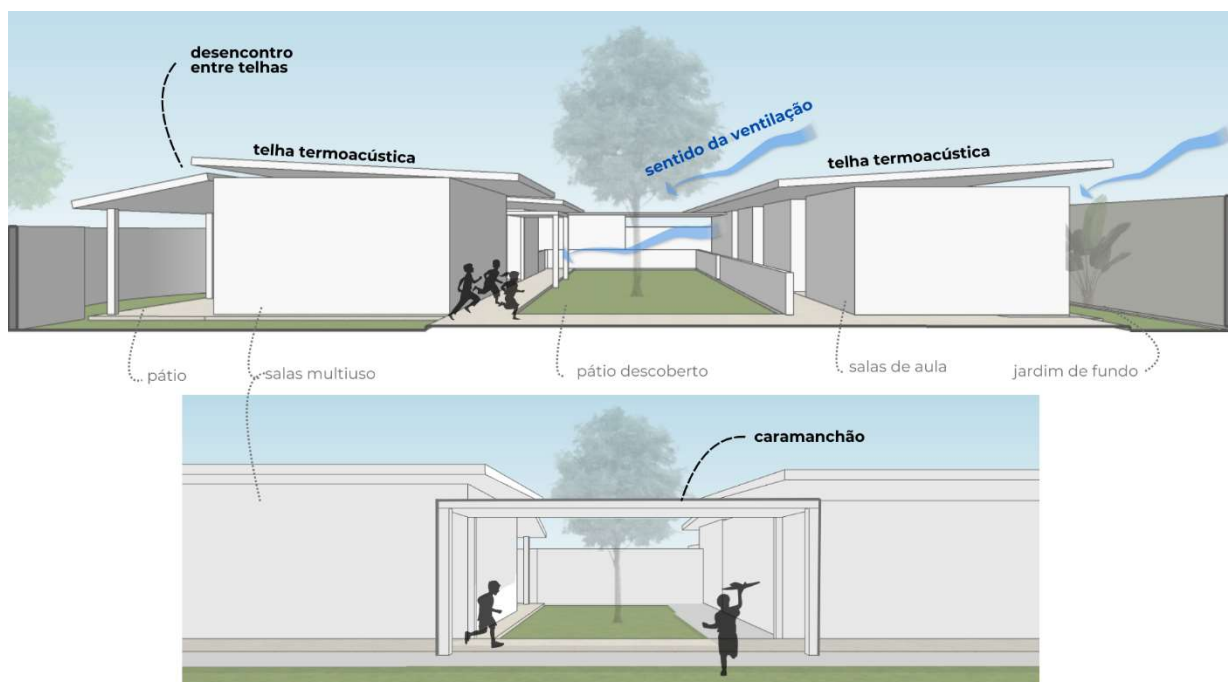 desencontro
entre telhas
telha termoacústica
sentido da ventilação
telha termoacústica
pátio
salas multiuso
pátio descoberto
salas de aula
jardim de fundo
caramanchão